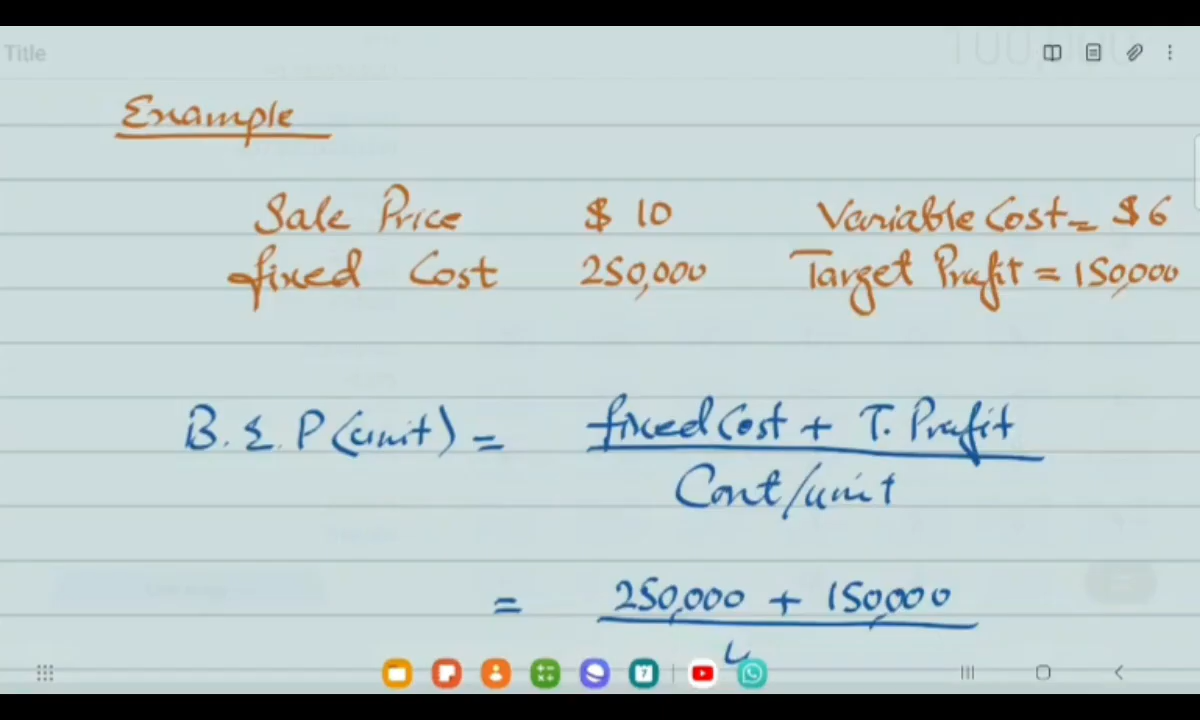 Title
Example
Sale Price $ 10 Variable Cost = $ 6
fixed Cost 250,000 Target Profit = 150,000
B.E.P (unit) = fixed Cost + T. Profit
Cont/unit
= 250,000 + 150,000